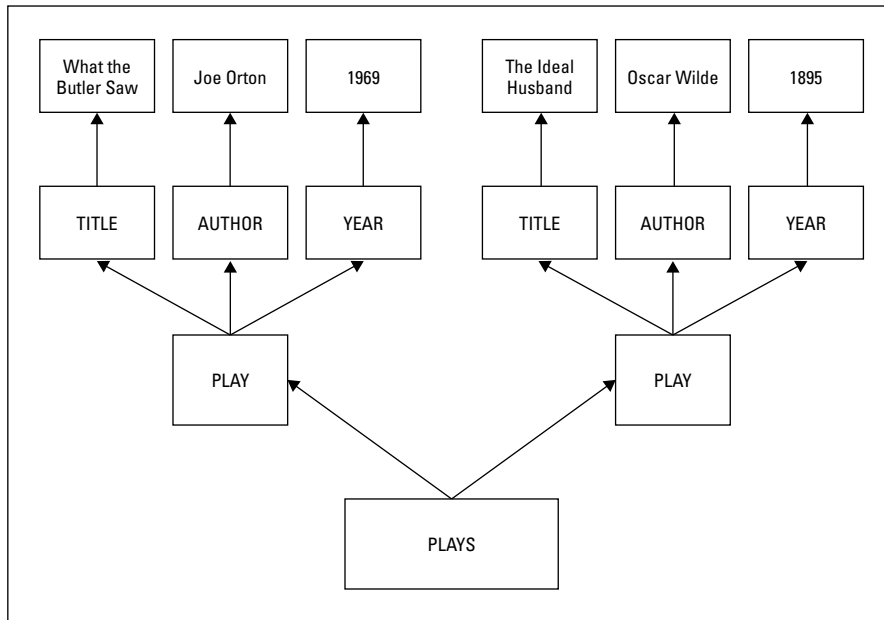 What the
Butler Saw
Joe Orton
1969
The Ideal
Husband
Oscar Wilde
1895
TITLE
AUTHOR
YEAR
TITLE
AUTHOR
YEAR
PLAY
PLAY
PLAYS